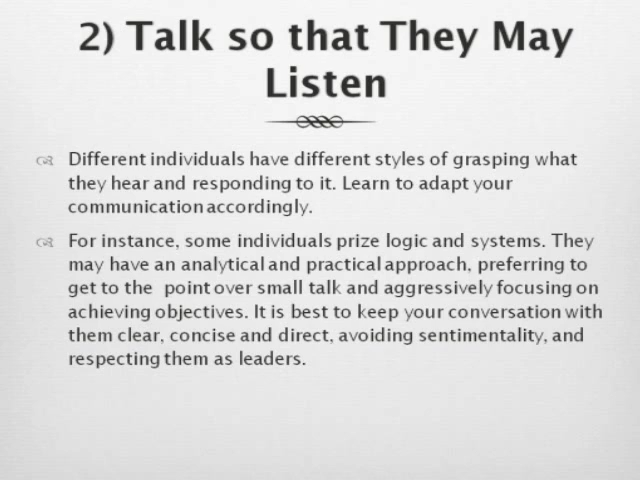 2) Talk so that They May
Listen
Different individuals have different styles of grasping what
they hear and responding to it. Learn to adapt your
communication accordingly.
For instance, some individuals prize logic and systems. They
may have an analytical and practical approach, preferring to
get to the  point over small talk and aggressively focusing on
achieving objectives. It is best to keep your conversation with
them clear, concise and direct, avoiding sentimentality, and
respecting them as leaders.